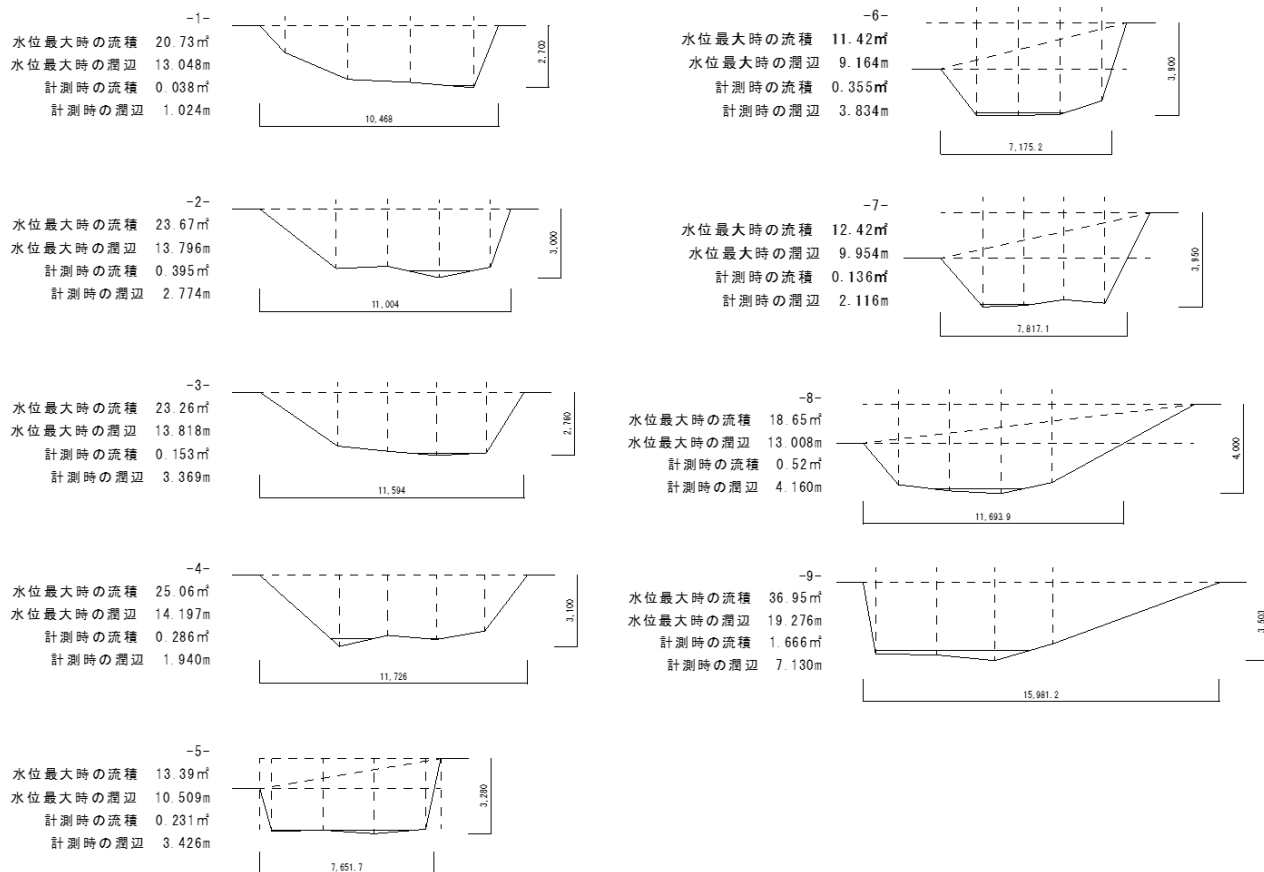 -1-
水位最大時の流積 20.73㎡
水位最大時の潤辺 13.048m
計測時の流積 0.038㎡
計測時の潤辺 1.024m
2,700
10,468
-2-
水位最大時の流積 23.67㎡
水位最大時の潤辺 13.796m
計測時の流積 0.395㎡
計測時の潤辺 2.774m
3,000
11,004
-3-
水位最大時の流積 23.26㎡
水位最大時の潤辺 13.818m
計測時の流積 0.153㎡
計測時の潤辺 3.369m
11,594
-4-
水位最大時の流積 25.06㎡
水位最大時の潤辺 14.197m
計測時の流積 0.286㎡
計測時の潤辺 1.940m
3,100
11,726
-5-
水位最大時の流積 13.39㎡
水位最大時の潤辺 10.509m
計測時の流積 0.231㎡
計測時の潤辺 3.426m
3,280
7,651.7
-6-
水位最大時の流積 11.42㎡
水位最大時の潤辺 9.164m
計測時の流積 0.355㎡
計測時の潤辺 3.834m
3,900
7,175.2
-7-
水位最大時の流積 12.42㎡
水位最大時の潤辺 9.954m
計測時の流積 0.136㎡
計測時の潤辺 2.116m
3,950
7,817.1
-8-
水位最大時の流積 18.65㎡
水位最大時の潤辺 13.008m
計測時の流積 0.52㎡
計測時の潤辺 4.160m
4,000
11,693.9
-9-
水位最大時の流積 36.95㎡
水位最大時の潤辺 19.276m
計測時の流積 1.666㎡
計測時の潤辺 7.130m
15,981.2